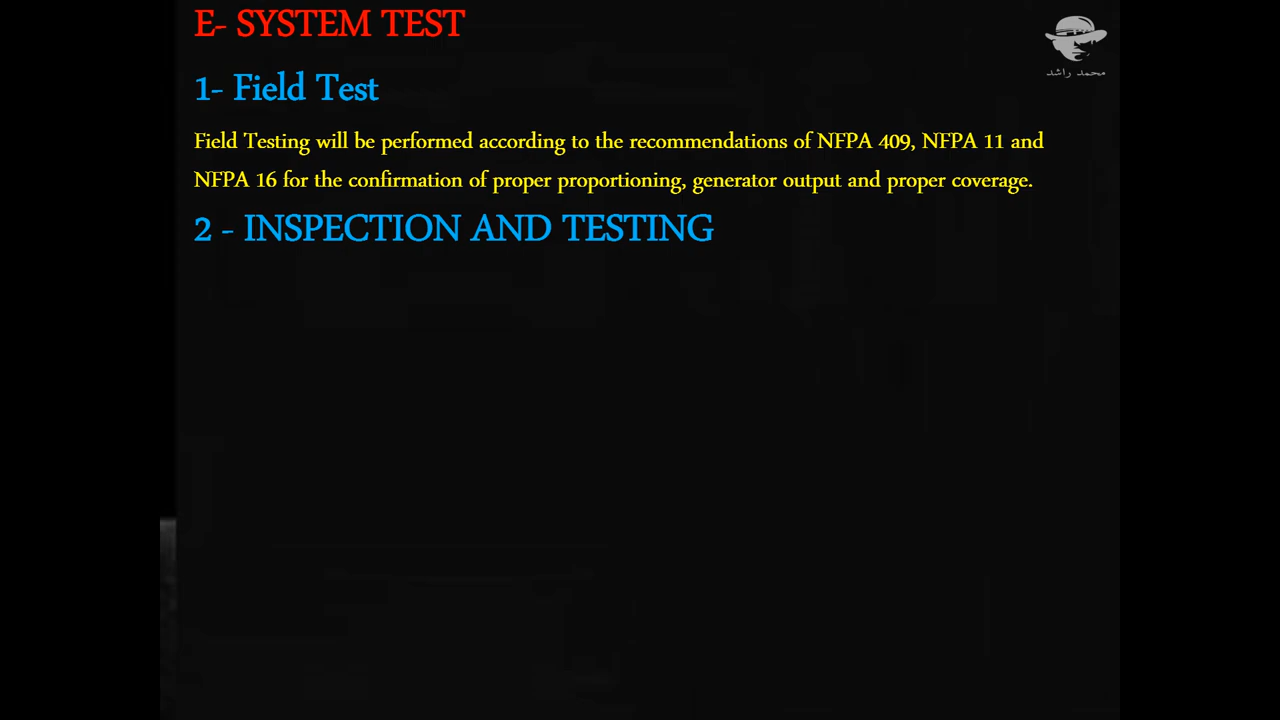 E- SYSTEM TEST
محمد راشد
1- Field Test
Field Testing will be performed according to the recommendations of NFPA 409, NFPA 11 and
NFPA 16 for the confirmation of proper proportioning, generator output and proper coverage.
2 - INSPECTION AND TESTING